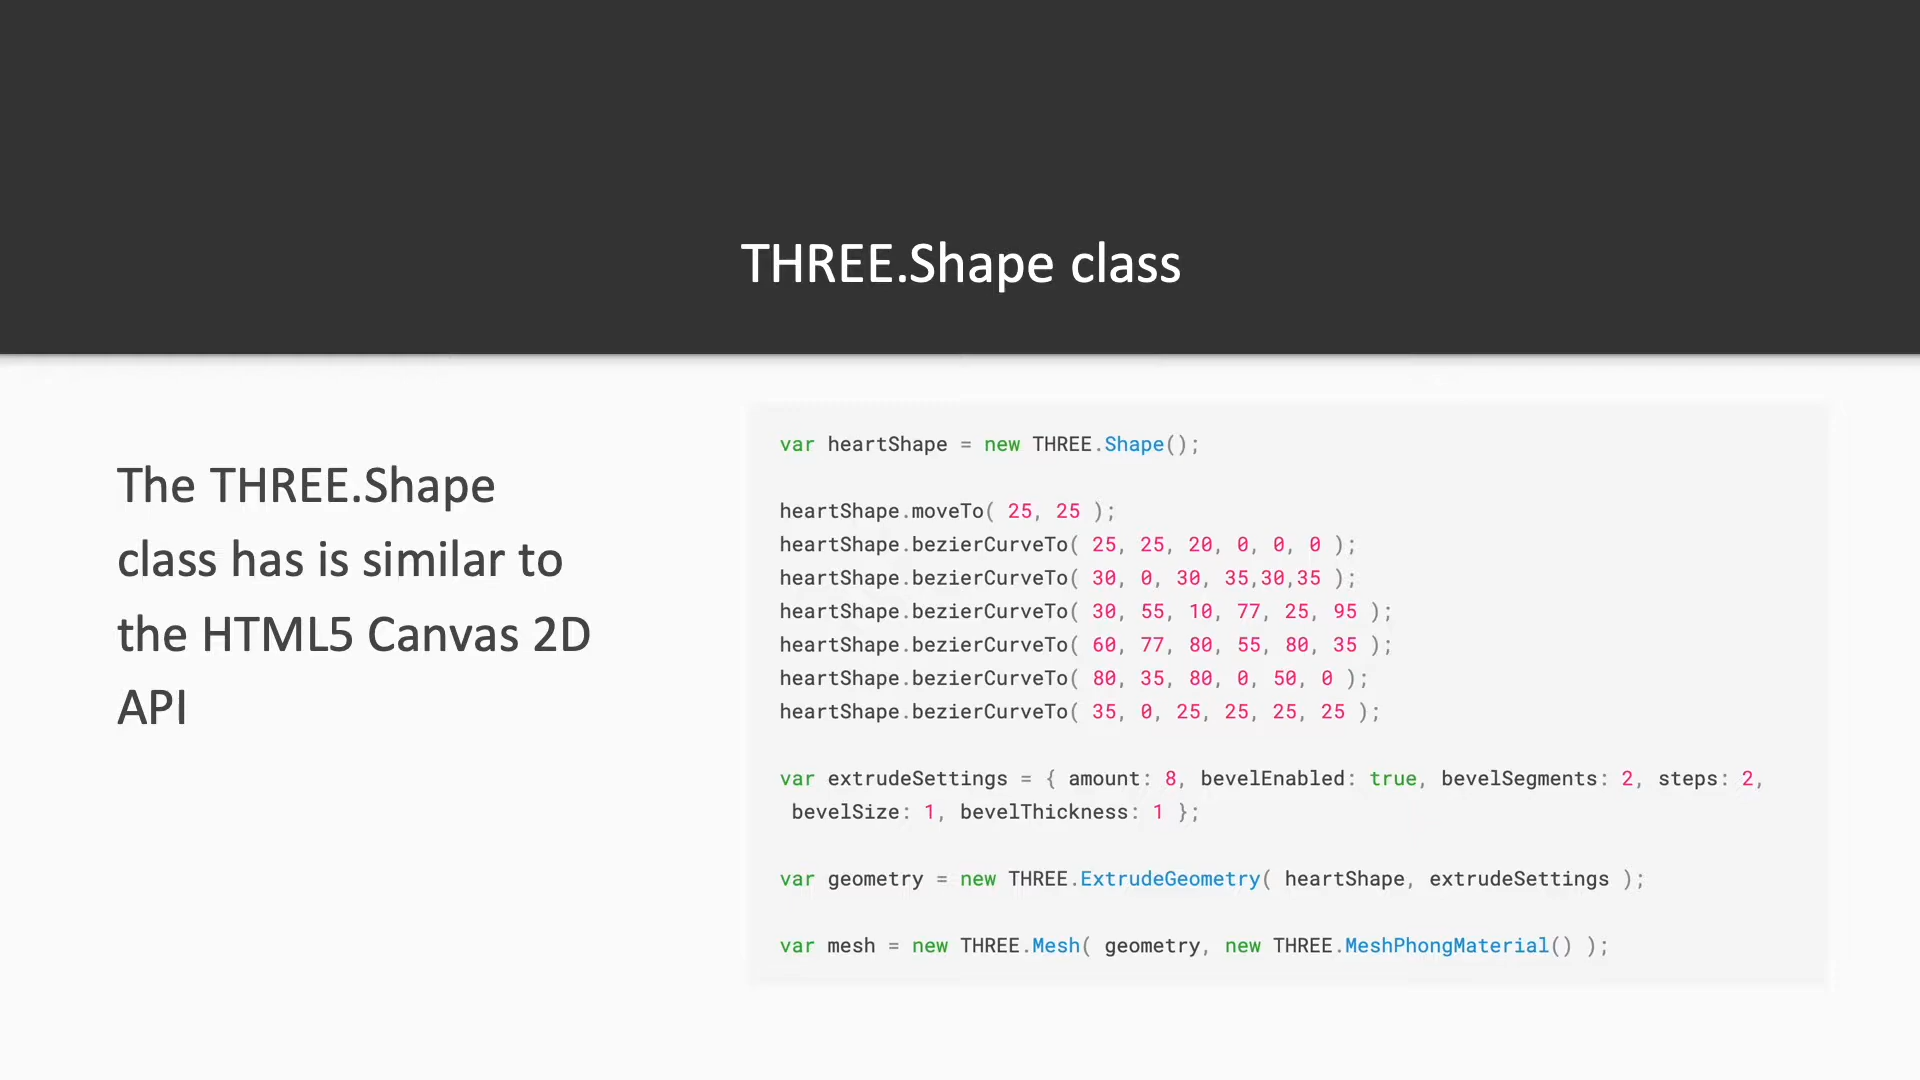 THREE.Shape class
The THREE.Shape
class has is similar to
the HTML5 Canvas 2D
API
var heartShape = new THREE.Shape();
heartShape.moveTo( 25, 25 );
heartShape.bezierCurveTo( 25, 25, 20, 0, 0, 0 );
heartShape.bezierCurveTo( 30, 0, 30, 35,30,35 );
heartShape.bezierCurveTo( 30, 55, 10, 77, 25, 95 );
heartShape.bezierCurveTo( 60, 77, 80, 55, 80, 35 );
heartShape.bezierCurveTo( 80, 35, 80, 0, 50, 0 );
heartShape.bezierCurveTo( 35, 0, 25, 25, 25, 25 );
var extrudeSettings = { amount: 8, bevelEnabled: true, bevelSegments: 2, steps: 2,
bevelSize: 1, bevelThickness: 1 };
var geometry = new THREE.ExtrudeGeometry( heartShape, extrudeSettings );
var mesh = new THREE.Mesh( geometry, new THREE.MeshPhongMaterial() );